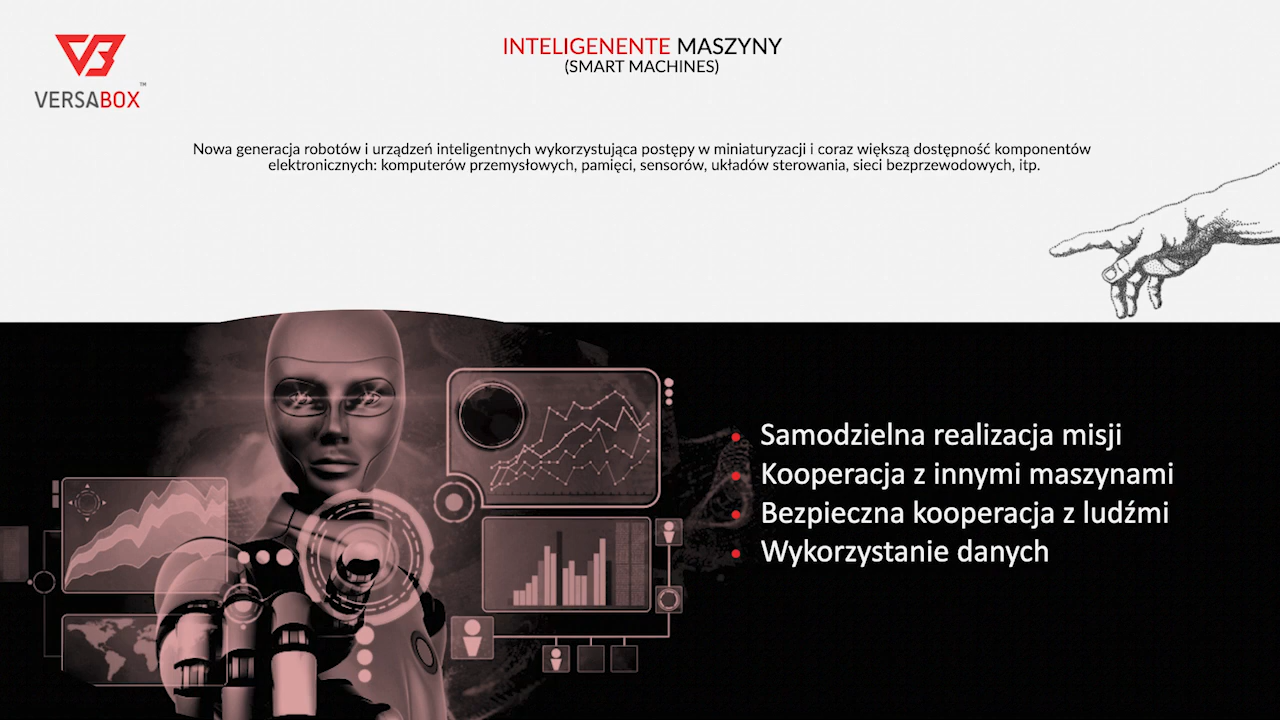 VERSABOX™
INTELIGENENTE MASZYNY
(SMART MACHINES)
Nowa generacja robotów i urządzeń inteligentnych wykorzystująca postępy w miniaturyzacji i coraz większą dostępność komponentów
elektronicznych: komputerów przemysłowych, pamięci, sensorów, układów sterowania, sieci bezprzewodowych, itp.
• Samodzielna realizacja misji
• Kooperacja z innymi maszynami
• Bezpieczna kooperacja z ludźmi
• Wykorzystanie danych